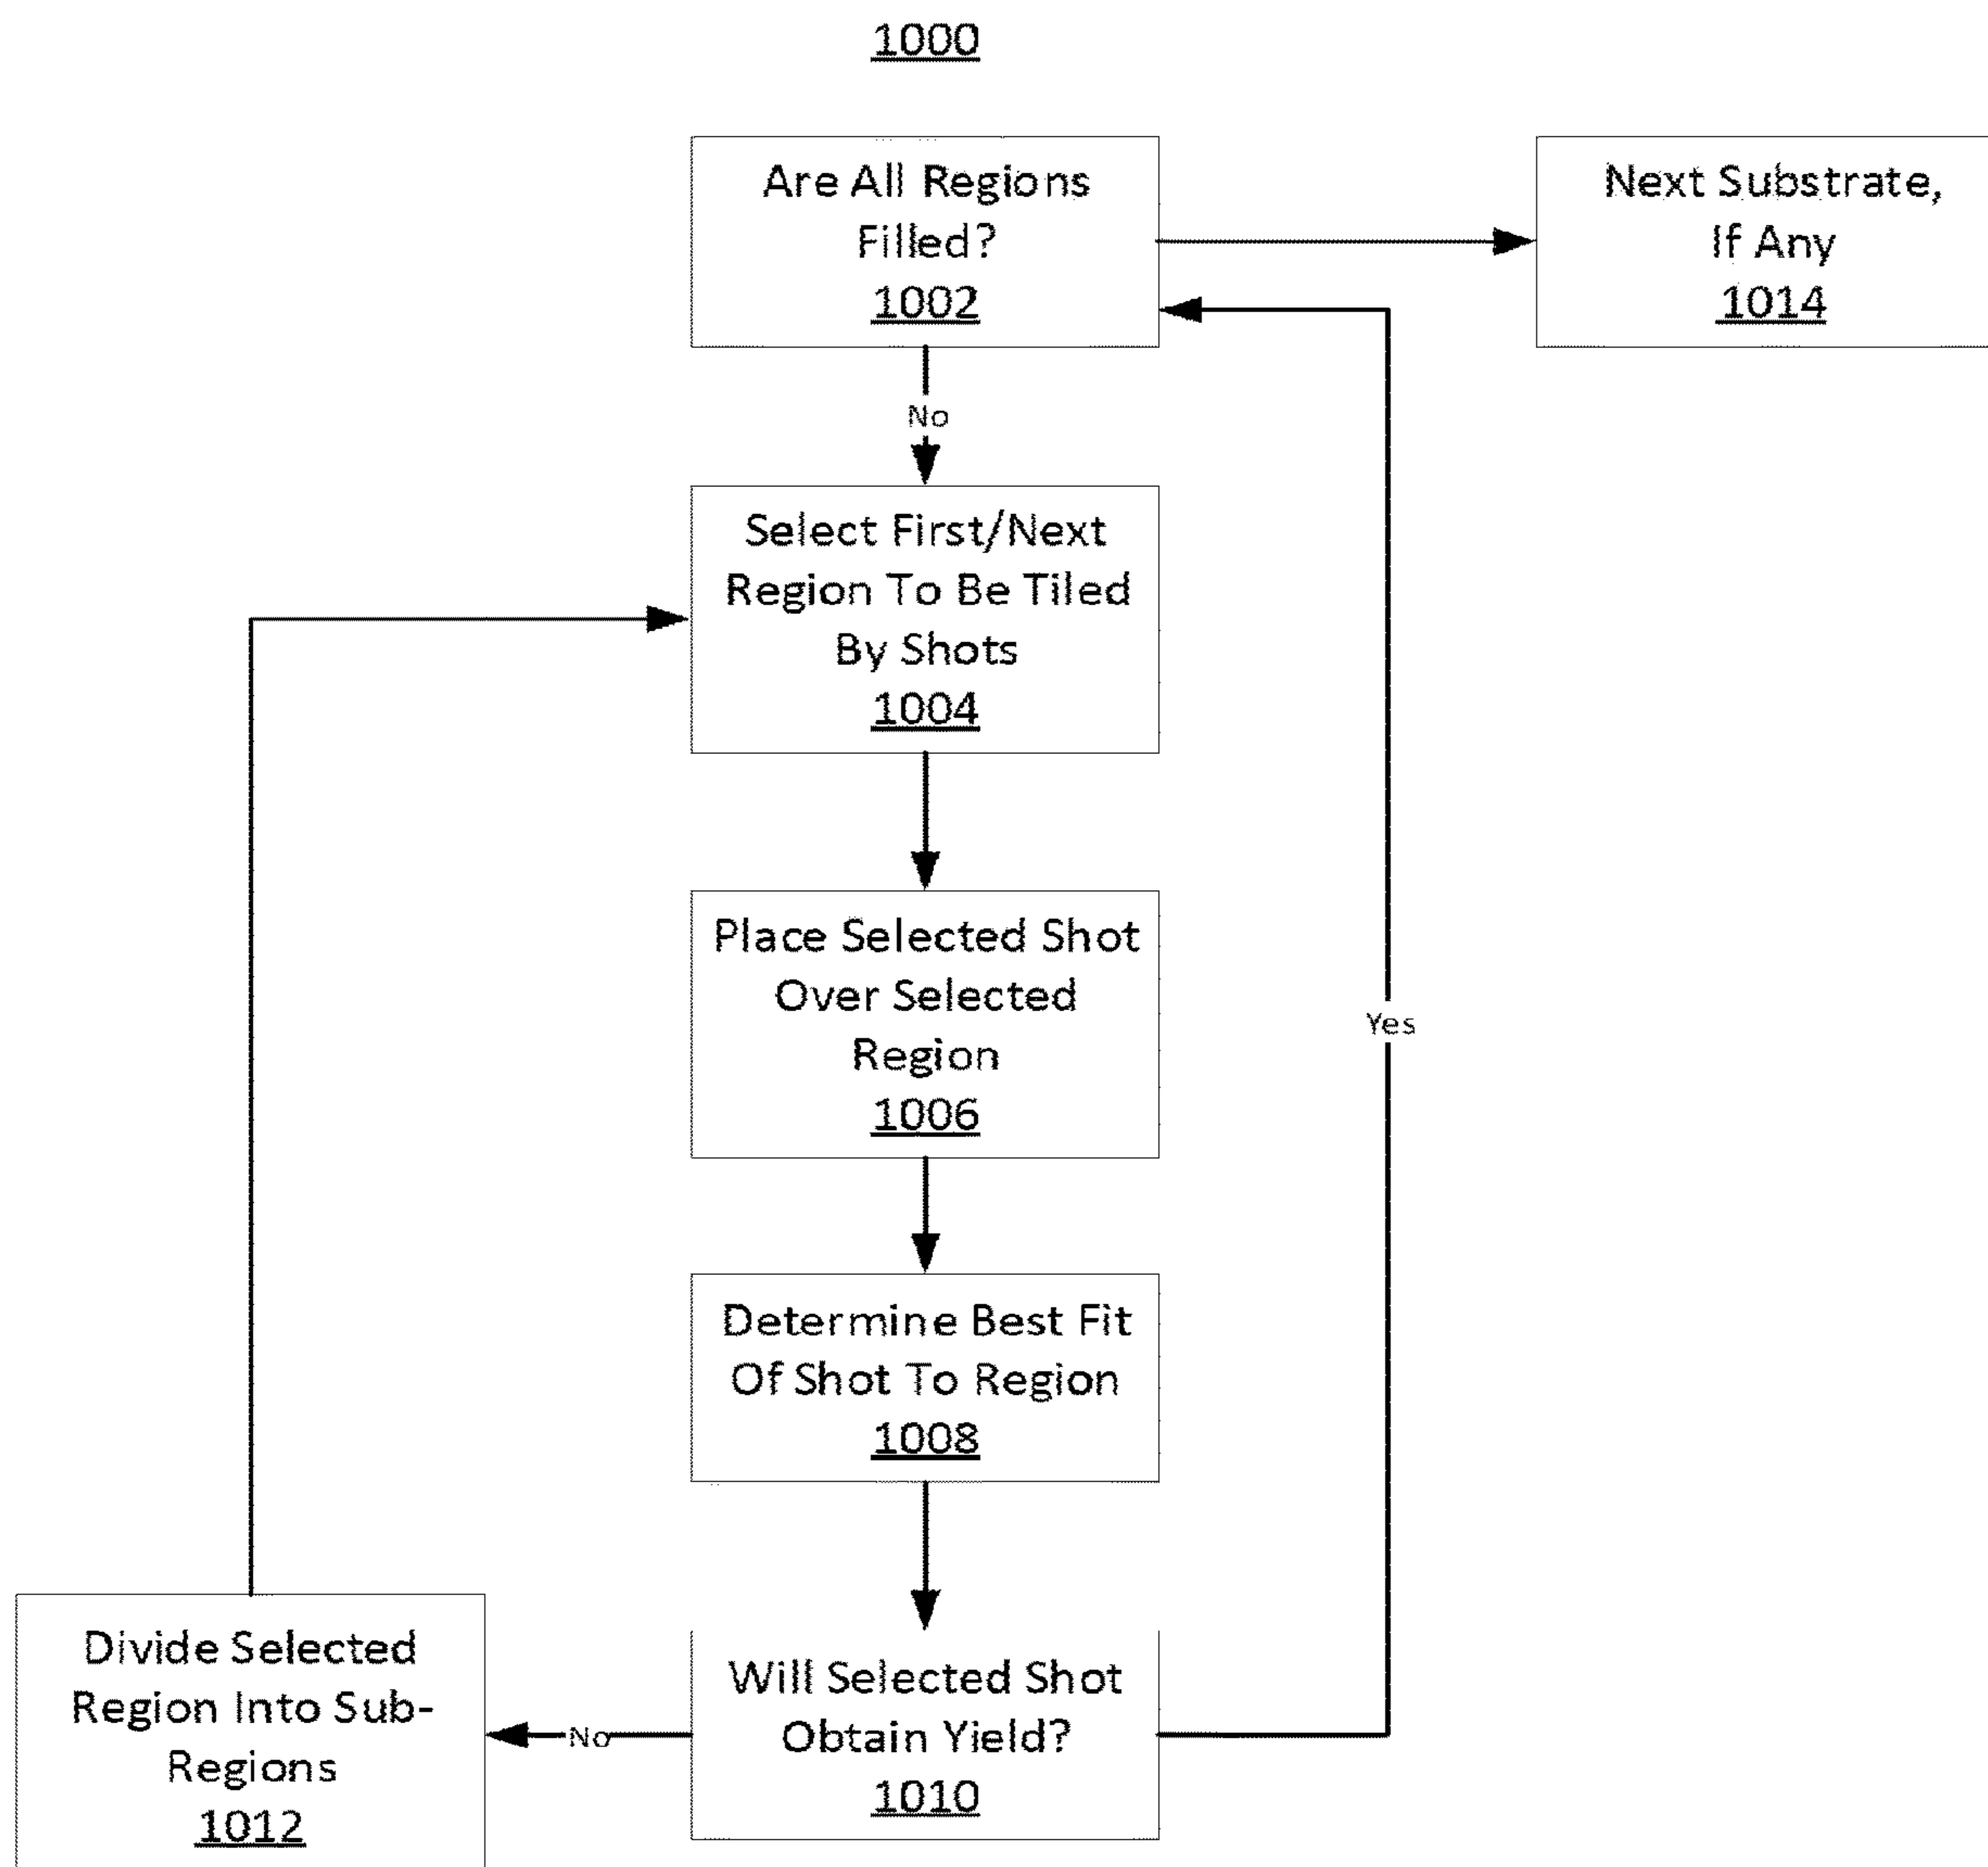 1000
Are All Regions
Filled?
1002
Next Substrate,
If Any
1014
No
Select First/Next
Region To Be Tiled
By Shots
1004
Place Selected Shot
Over Selected
Region
1006
Yes
Determine Best Fit
Of Shot To Region
1008
Divide Selected
Region Into Sub-
Regions
1012
No
Will Selected Shot
Obtain Yield?
1010